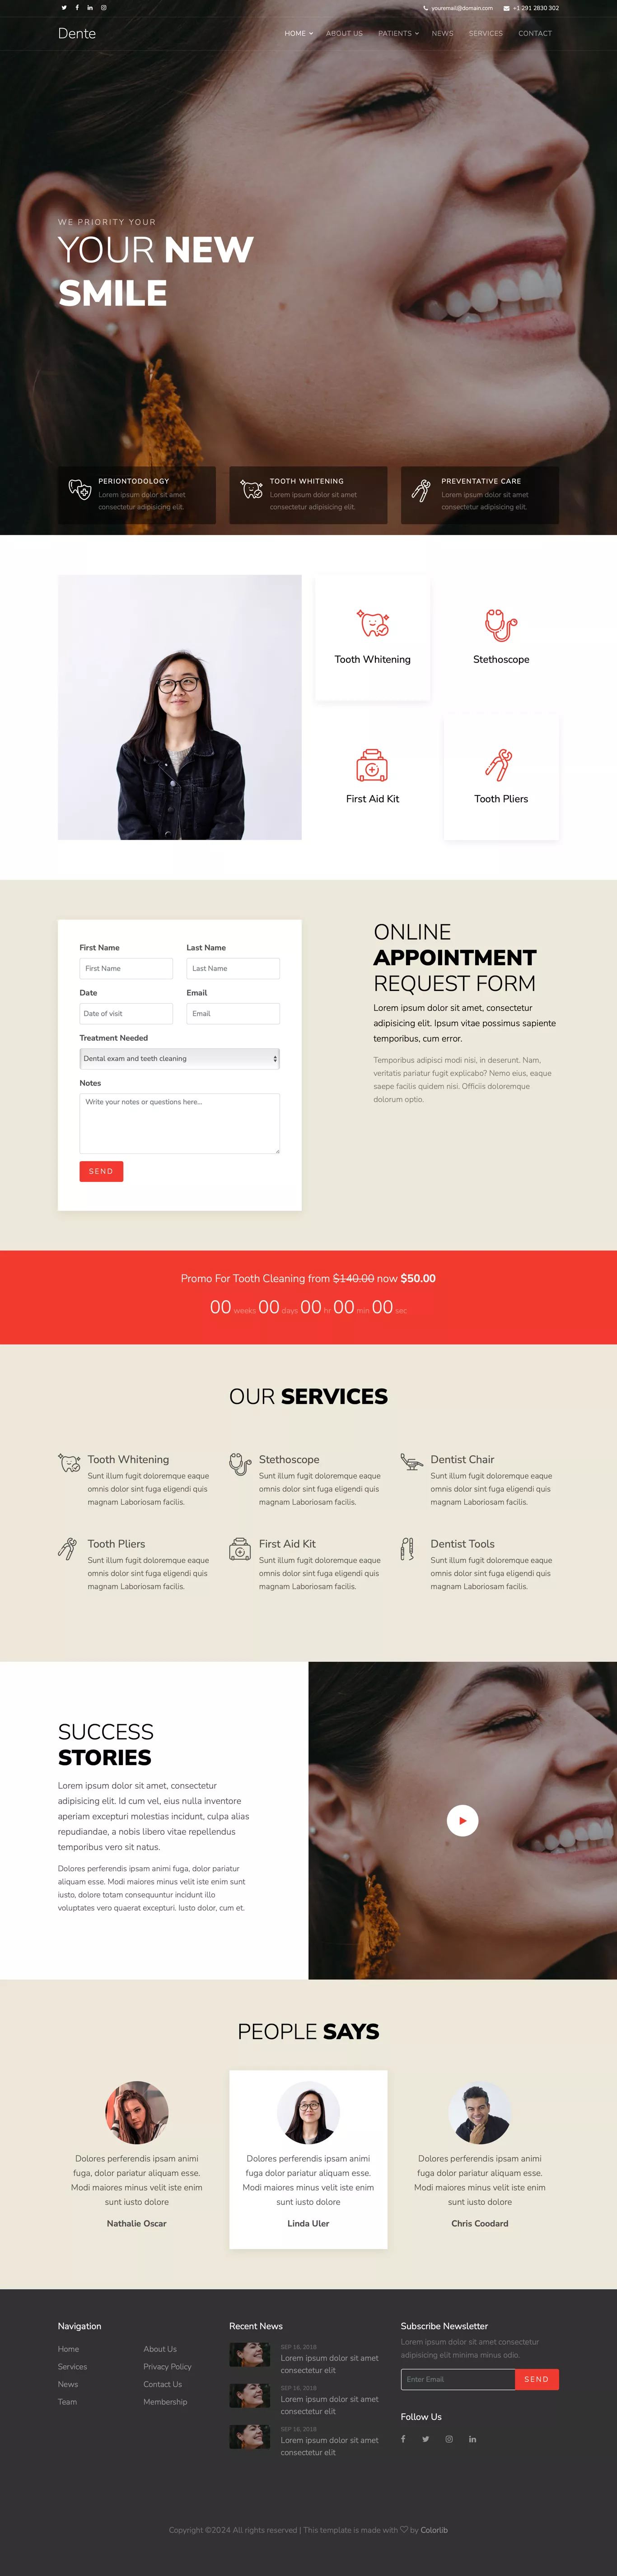 youremail@domain.com +1 291 2830 302
Dente
HOME ABOUT US PATIENTS NEWS SERVICES CONTACT
WE PRIORITY YOUR
YOUR NEW
SMILE
PERIONTODOLOGY
Lorem ipsum dolor sit amet
consectetur adipisicing elit.
TOOTH WHITENING
Lorem ipsum dolor sit amet
consectetur adipisicing elit.
PREVENTATIVE CARE
Lorem ipsum dolor sit amet
consectetur adipisicing elit.
Tooth Whitening
Stethoscope
First Aid Kit
Tooth Pliers
First Name Last Name
First Name Last Name
Date Email
Date of visit Email
Treatment Needed
Dental exam and teeth cleaning
Notes
Write your notes or questions here...
SEND
ONLINE
APPOINTMENT
REQUEST FORM
Lorem ipsum dolor sit amet, consectetur
adipisicing elit. Ipsum vitae possimus sapiente
temporibus, cum error.
Temporibus adipisci modi nisi, in deserunt. Nam,
veritatis pariatur fugit explicabo? Nemo eius, eaque
saepe facilis quidem nisi. Officiis doloremque
dolorum optio.
Promo For Tooth Cleaning from $140.00 now $50.00
00 weeks 00 days 00 hr 00 min 00 sec
OUR SERVICES
Tooth Whitening
Sunt illum fugit doloremque eaque
omnis dolor sint fuga eligendi quis
magnam Laboriosam facilis.
Stethoscope
Sunt illum fugit doloremque eaque
omnis dolor sint fuga eligendi quis
magnam Laboriosam facilis.
Dentist Chair
Sunt illum fugit doloremque eaque
omnis dolor sint fuga eligendi quis
magnam Laboriosam facilis.
Tooth Pliers
Sunt illum fugit doloremque eaque
omnis dolor sint fuga eligendi quis
magnam Laboriosam facilis.
First Aid Kit
Sunt illum fugit doloremque eaque
omnis dolor sint fuga eligendi quis
magnam Laboriosam facilis.
Dentist Tools
Sunt illum fugit doloremque eaque
omnis dolor sint fuga eligendi quis
magnam Laboriosam facilis.
SUCCESS
STORIES
Lorem ipsum dolor sit amet, consectetur
adipisicing elit. Id cum vel, eius nulla inventore
aperiam excepturi molestias incidunt, culpa alias
repudiandae, a nobis libero vitae repellendus
temporibus vero sit natus.
Dolores perferendis ipsam animi fuga, dolor pariatur
aliquam esse. Modi maiores minus velit iste enim sunt
iusto, dolore totam consequuntur incidunt illo
voluptates vero quaerat excepturi. Iusto dolor, cum et.
PEOPLE SAYS
Dolores perferendis ipsam animi
fuga, dolor pariatur aliquam esse.
Modi maiores minus velit iste enim
sunt iusto dolore
Nathalie Oscar
Dolores perferendis ipsam animi
fuga dolor pariatur aliquam esse.
Modi maiores minus velit iste enim
sunt iusto dolore
Linda Uler
Dolores perferendis ipsam animi
fuga dolor pariatur aliquam esse.
Modi maiores minus velit iste enim
sunt iusto dolore
Chris Coodard
Navigation
Home About Us
Services Privacy Policy
News Contact Us
Team Membership
Recent News
SEP 16, 2018
Lorem ipsum dolor sit amet
consectetur elit
SEP 16, 2018
Lorem ipsum dolor sit amet
consectetur elit
SEP 16, 2018
Lorem ipsum dolor sit amet
consectetur elit
Subscribe Newsletter
Lorem ipsum dolor sit amet consectetur
adipisicing elit minima minus odio.
Enter Email SEND
Follow Us
Copyright ©2024 All rights reserved | This template is made with ♡ by Colorlib